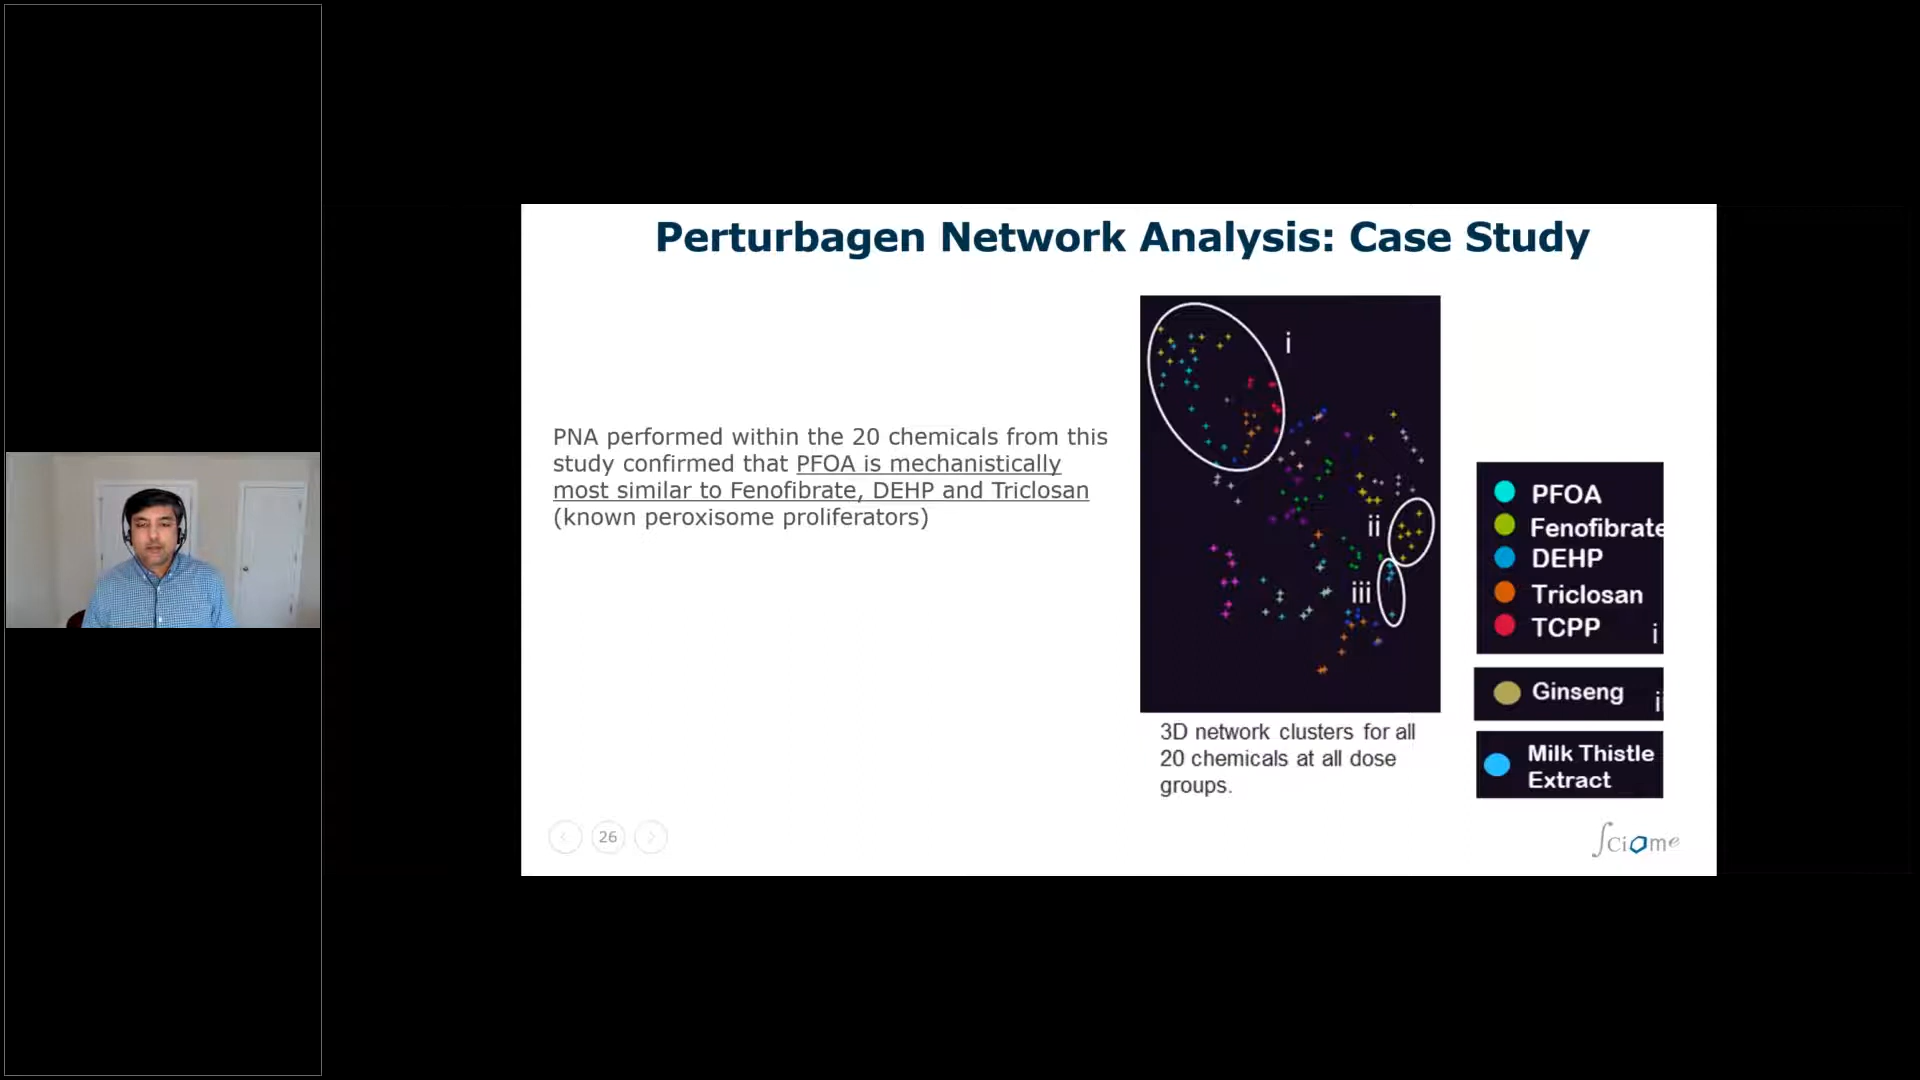 Perturbagen Network Analysis: Case Study
PNA performed within the 20 chemicals from this
study confirmed that PFOA is mechanistically
most similar to Fenofibrate, DEHP and Triclosan
(known peroxisome proliferators)
i
ii
iii
3D network clusters for all
20 chemicals at all dose
groups.
PFOA
Fenofibrate
DEHP
Triclosan
TCPP
i
Ginseng
ii
Milk Thistle
Extract
26
Sciome